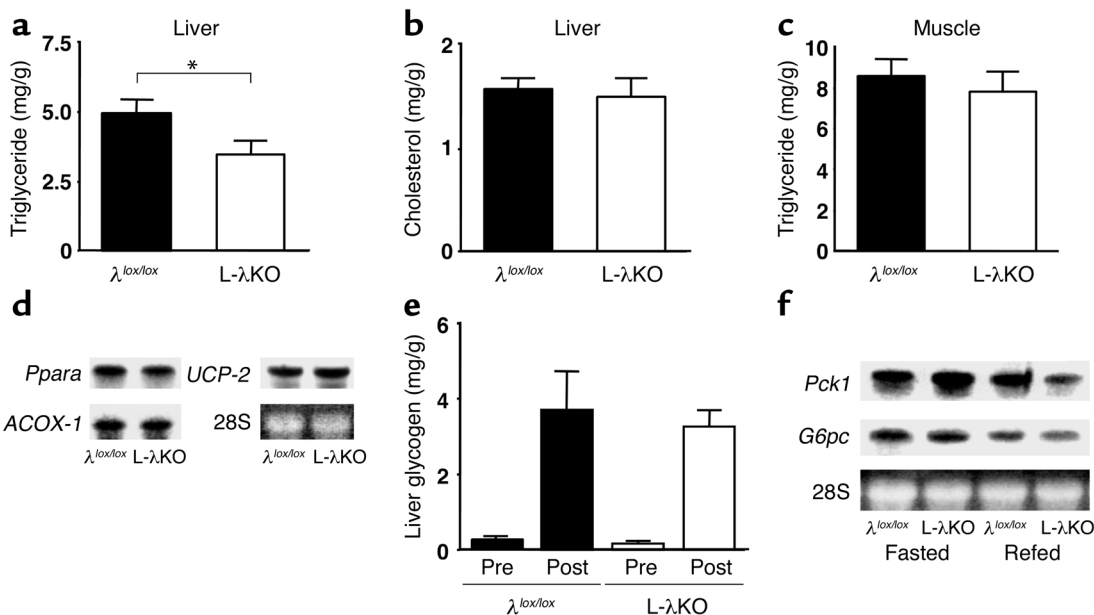 a
Liver
Triglyceride (mg/g)
7.5
5.0
2.5
0
*
λlox/lox L-λKO
b
Liver
Cholesterol (mg/g)
2
1
0
λlox/lox L-λKO
c
Muscle
Triglyceride (mg/g)
10
8
6
4
2
0
λlox/lox L-λKO
d
Ppara UCP-2
ACOX-1 28S
λlox/lox L-λKO λlox/lox L-λKO
e
Liver glycogen (mg/g)
6
4
2
0
Pre Post Pre Post
λlox/lox L-λKO
f
Pck1
G6pc
28S
λlox/lox L-λKO λlox/lox L-λKO
Fasted Refed